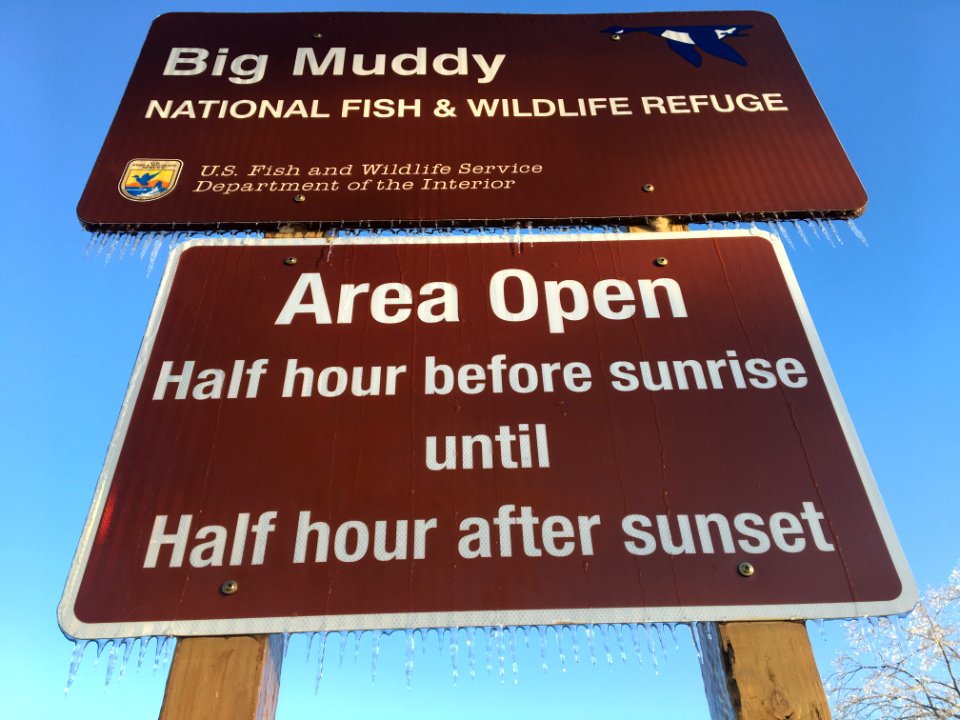 Big Muddy
NATIONAL FISH & WILDLIFE REFUGE
U.S. Fish and Wildlife Service
Department of the Interior
Area Open
Half hour before sunrise
until
Half hour after sunset